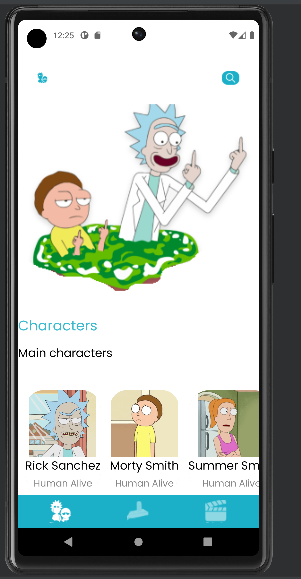 12:25
Characters
Main characters
Rick Sanchez Morty Smith Summer Sm
Human Alive Human Alive Human Alive